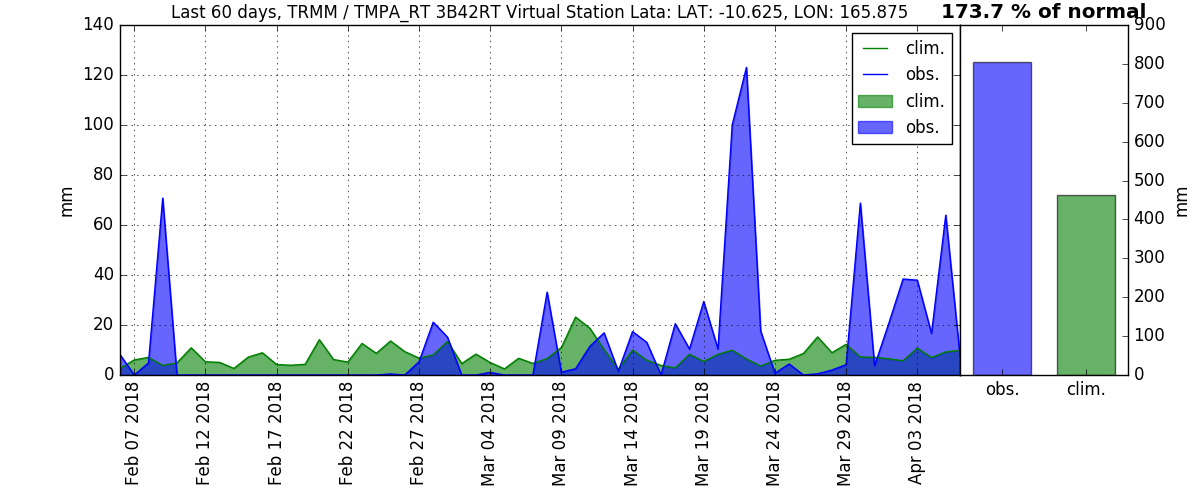 Last 60 days, TRMM / TMPA_RT 3B42RT Virtual Station Lata: LAT: -10.625, LON: 165.875
173.7 % of normal
140
120
100
80
60
40
20
0
mm
clim.
obs.
clim.
obs.
900
800
700
600
500
400
300
200
100
0
mm
obs.
clim.
Feb 07 2018
Feb 12 2018
Feb 17 2018
Feb 22 2018
Feb 27 2018
Mar 04 2018
Mar 09 2018
Mar 14 2018
Mar 19 2018
Mar 24 2018
Mar 29 2018
Apr 03 2018